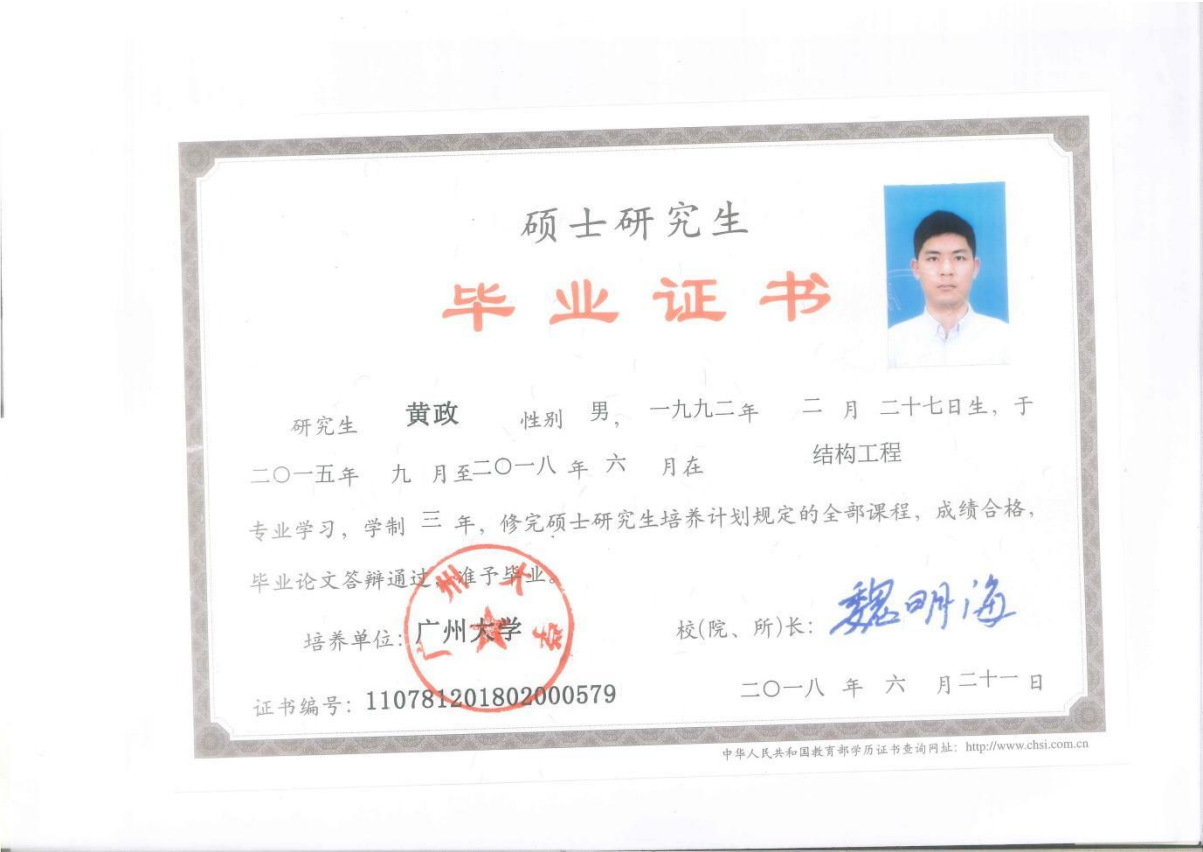 硕士研究生
毕业证书
研究生 黄政 性别 男， 一九九二年 二 月 二十七日生，于
二〇一五年 九 月至二〇一八 年 六 月在 结构工程
专业学习，学制 三 年，修完硕士研究生培养计划规定的全部课程，成绩合格，
毕业论文答辩通过，准予毕业。
广州大学
培养单位：广州大学 校(院、所)长：魏明海
证书编号：110781201802000579 二〇一八 年 六 月二十一 日
中华人民共和国教育部学历证书查询网址：http://www.chsi.com.cn